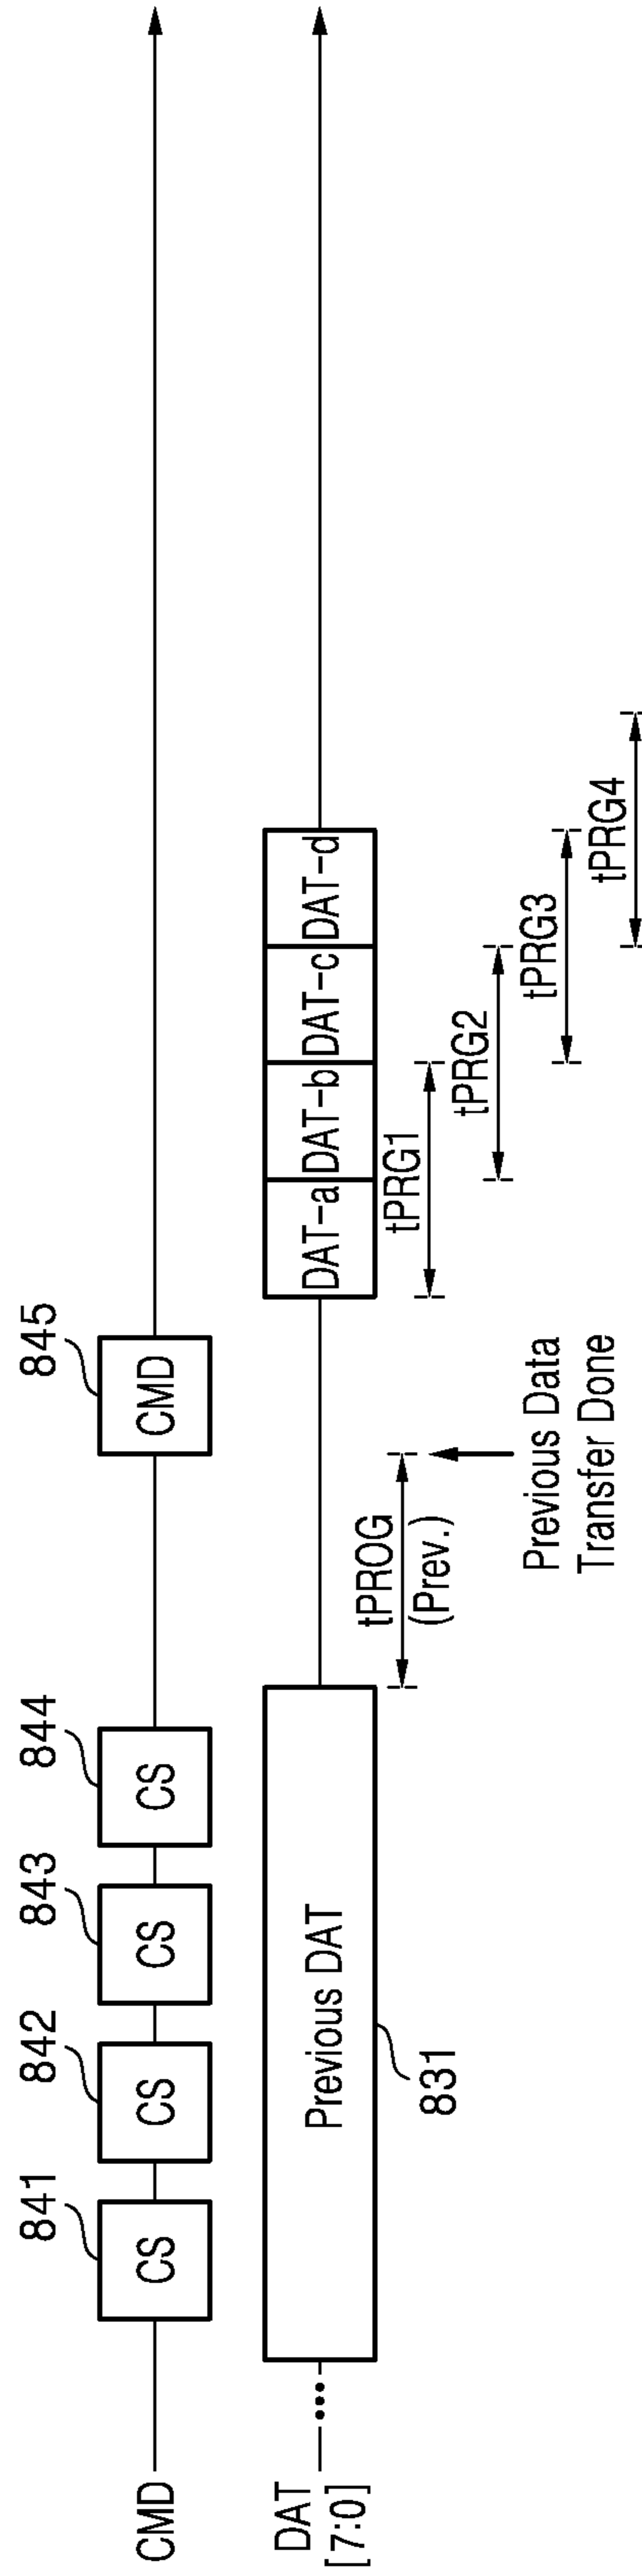 841
842
843
844
845
CMD
CS
CS
CS
CS
CMD
DAT
[7:0]
Previous DAT
DAT-a
DAT-b
DAT-c
DAT-d
831
tPROG
(Prev.)
tPRG1
tPRG2
tPRG3
tPRG4
Previous Data
Transfer Done